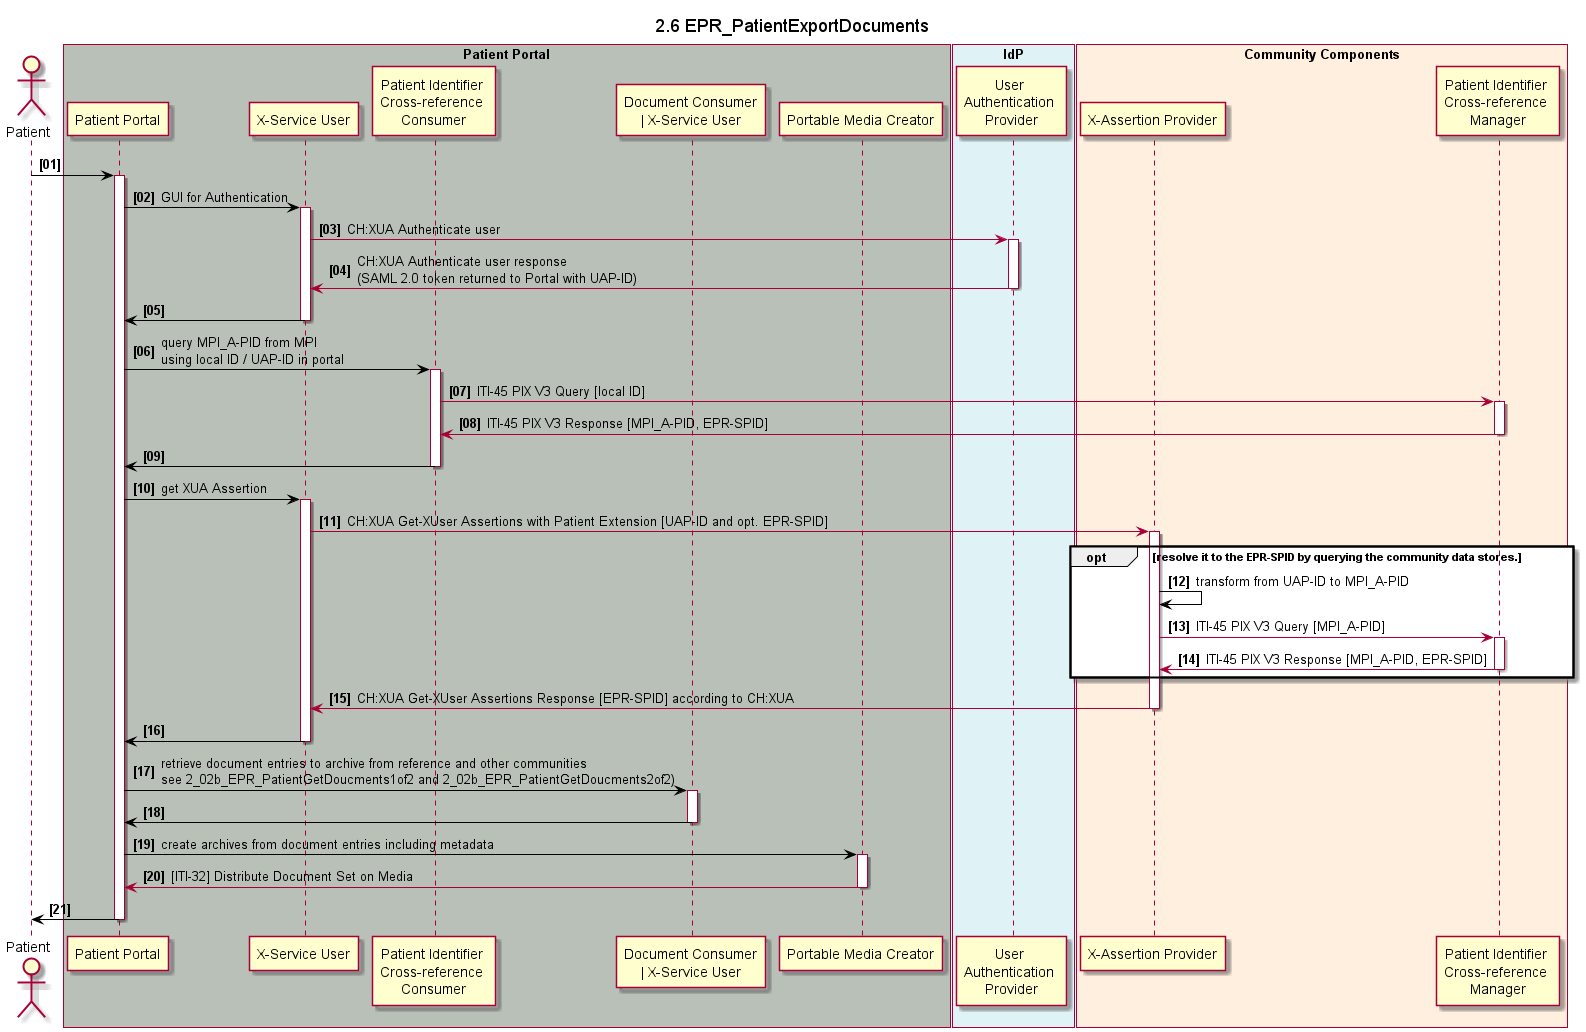 2.6 EPR_PatientExportDocuments
Patient Portal
IdP
Community Components
Patient
Patient Portal
X-Service User
Patient Identifier
Cross-reference
Consumer
Document Consumer
| X-Service User
Portable Media Creator
User
Authentication
Provider
X-Assertion Provider
Patient Identifier
Cross-reference
Manager
[01]
[02] GUI for Authentication
[03] CH:XUA Authenticate user
[04] CH:XUA Authenticate user response
(SAML 2.0 token returned to Portal with UAP-ID)
[05]
[06] query MPI_A-PID from MPI
using local ID / UAP-ID in portal
[07] ITI-45 PIX V3 Query [local ID]
[08] ITI-45 PIX V3 Response [MPI_A-PID, EPR-SPID]
[09]
[10] get XUA Assertion
[11] CH:XUA Get-XUser Assertions with Patient Extension [UAP-ID and opt. EPR-SPID]
opt [resolve it to the EPR-SPID by querying the community data stores.]
[12] transform from UAP-ID to MPI_A-PID
[13] ITI-45 PIX V3 Query [MPI_A-PID]
[14] ITI-45 PIX V3 Response [MPI_A-PID, EPR-SPID]
[15] CH:XUA Get-XUser Assertions Response [EPR-SPID] according to CH:XUA
[16]
[17] retrieve document entries to archive from reference and other communities
see 2_02b_EPR_PatientGetDoucments1of2 and 2_02b_EPR_PatientGetDoucments2of2)
[18]
[19] create archives from document entries including metadata
[20] [ITI-32] Distribute Document Set on Media
[21]
Patient
Patient Portal
X-Service User
Patient Identifier
Cross-reference
Consumer
Document Consumer
| X-Service User
Portable Media Creator
User
Authentication
Provider
X-Assertion Provider
Patient Identifier
Cross-reference
Manager